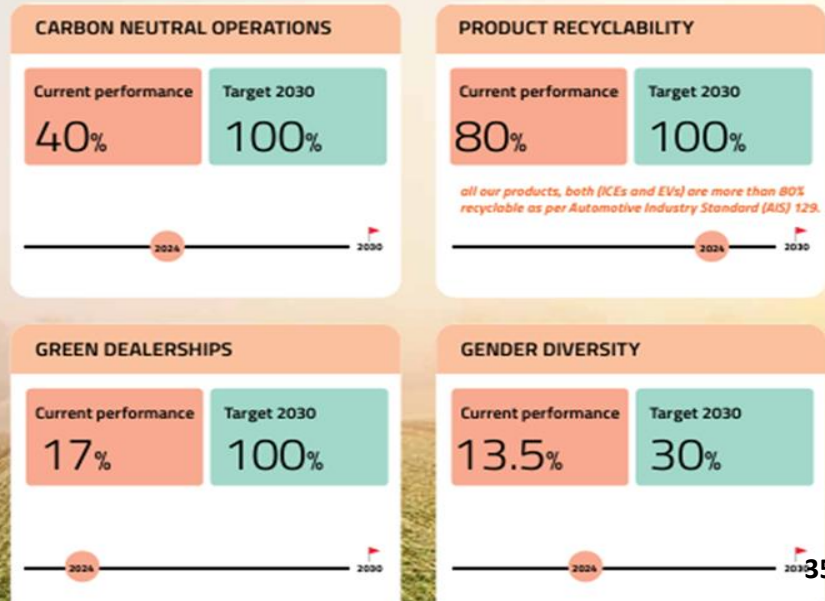 CARBON NEUTRAL OPERATIONS
Current performance
40%
Target 2030
100%
2024
2030
PRODUCT RECYCLABILITY
Current performance
80%
Target 2030
100%
all our products, both (ICEs and EVs) are more than 80%
recyclable as per Automotive Industry Standard (AIS) 129.
2024
2030
GREEN DEALERSHIPS
Current performance
17%
Target 2030
100%
2024
2030
GENDER DIVERSITY
Current performance
13.5%
Target 2030
30%
2024
2030
35